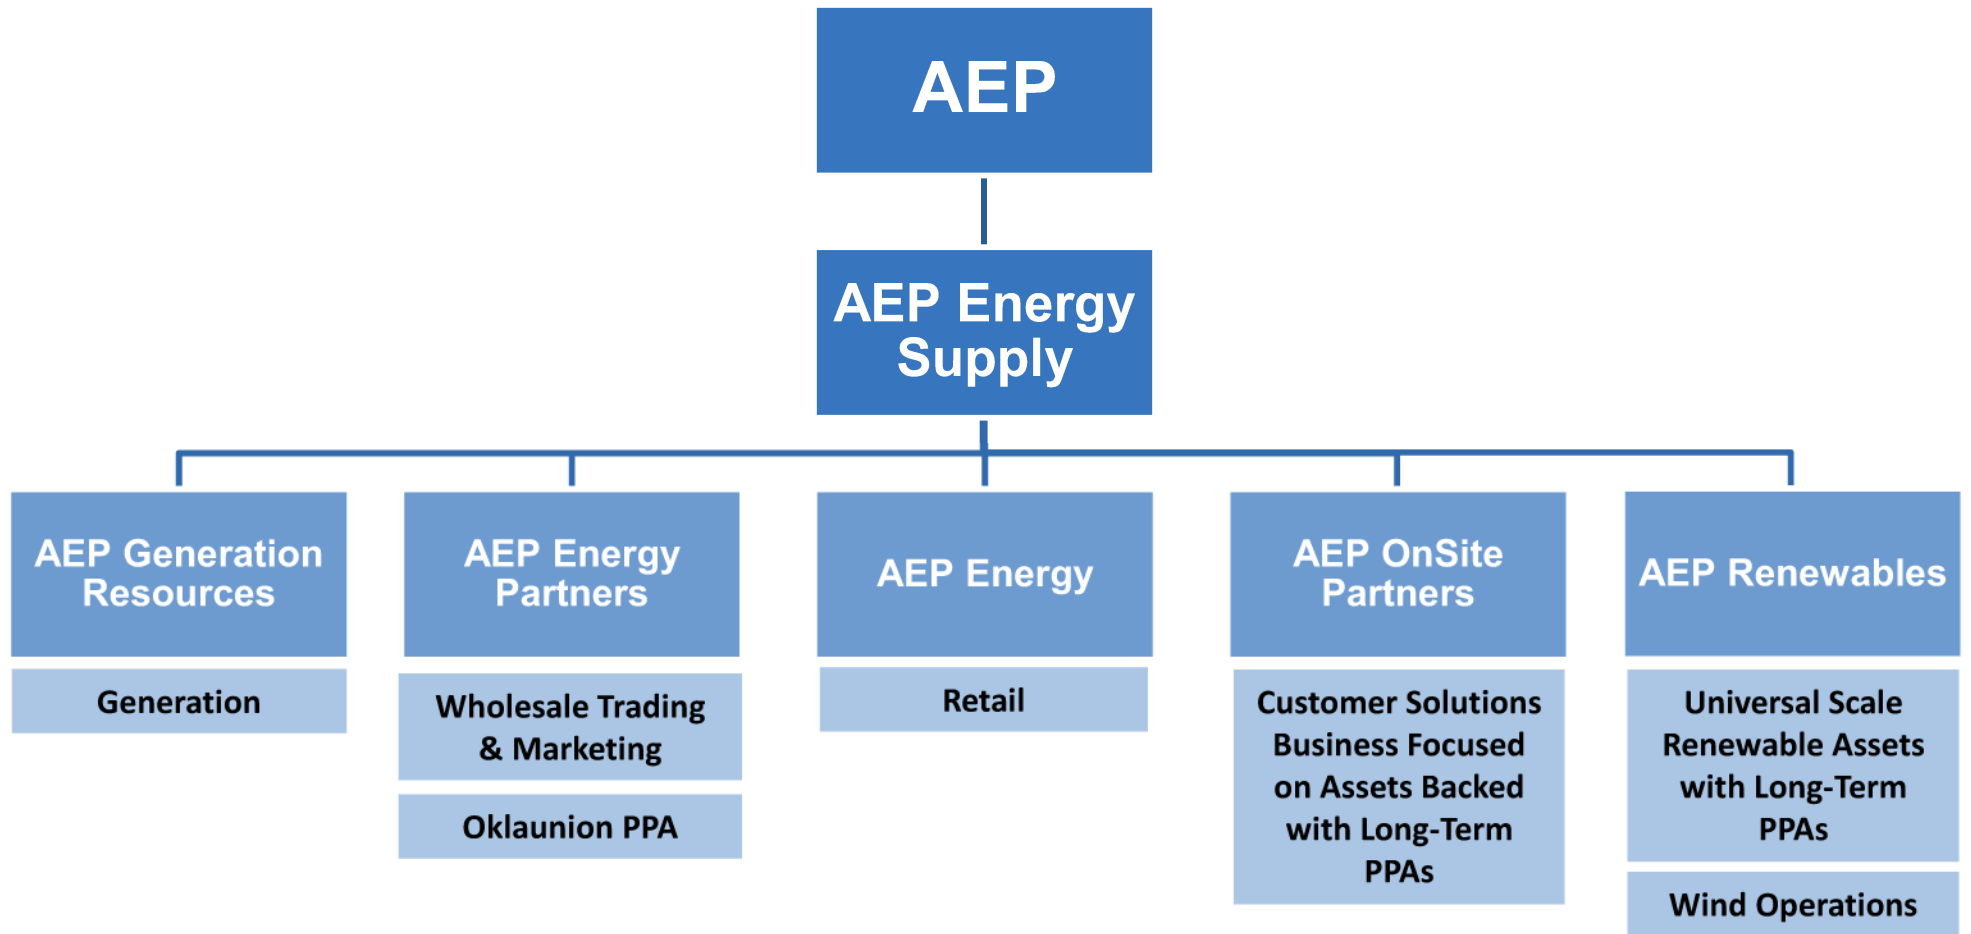 AEP
AEP Energy
Supply
AEP Generation
Resources
Generation
AEP Energy
Partners
Wholesale Trading
& Marketing
Oklaunion PPA
AEP Energy
Retail
AEP OnSite
Partners
Customer Solutions
Business Focused
on Assets Backed
with Long-Term
PPAs
AEP Renewables
Universal Scale
Renewable Assets
with Long-Term
PPAs
Wind Operations